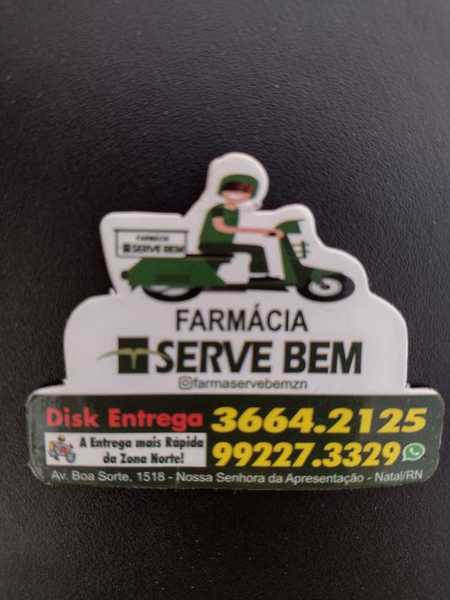 FARMÁCIA
SERVE BEM
FARMÁCIA
SERVE BEM
@farmaservebemzn
Disk Entrega 3664.2125
A Entrega mais Rápida
da Zona Norte!
99227.3329
Av. Boa Sorte, 1518 - Nossa Senhora da Apresentação - Natal/RN